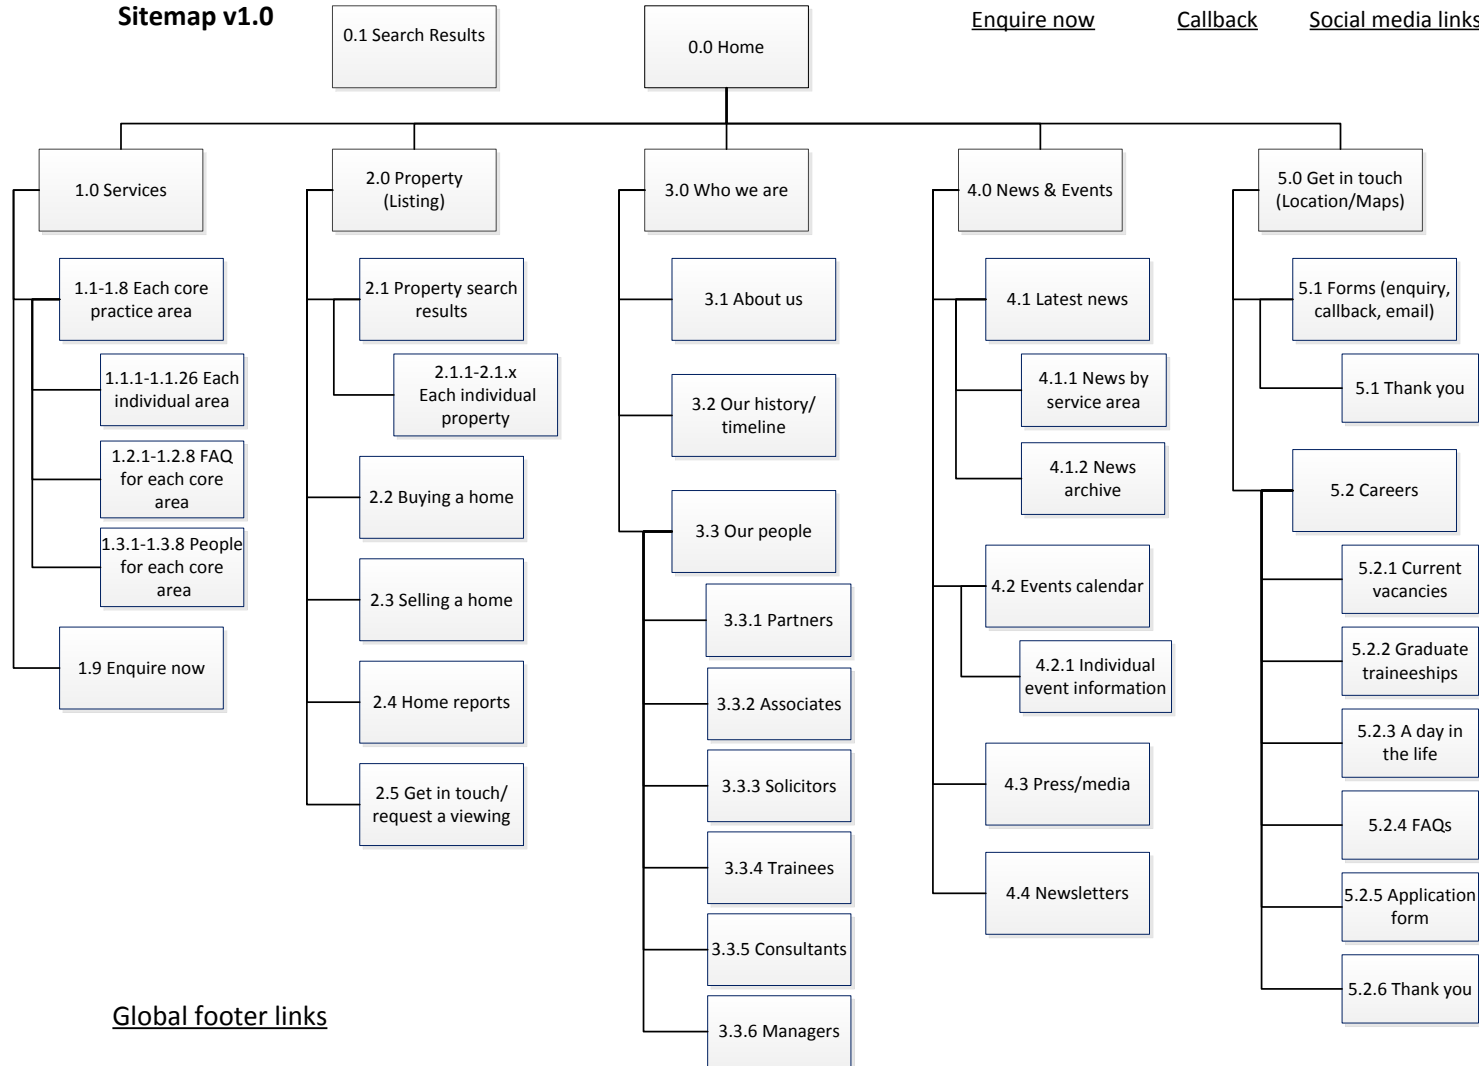 Sitemap v1.0
Enquire now
Callback
Social media links
0.1 Search Results
0.0 Home
1.0 Services
1.1-1.8 Each core
practice area
1.1.1-1.1.26 Each
individual area
1.2.1-1.2.8 FAQ
for each core
area
1.3.1-1.3.8 People
for each core
area
1.9 Enquire now
2.0 Property
(Listing)
2.1 Property search
results
2.1.1-2.1.x
Each individual
property
2.2 Buying a home
2.3 Selling a home
2.4 Home reports
2.5 Get in touch/
request a viewing
3.0 Who we are
3.1 About us
3.2 Our history/
timeline
3.3 Our people
3.3.1 Partners
3.3.2 Associates
3.3.3 Solicitors
3.3.4 Trainees
3.3.5 Consultants
3.3.6 Managers
4.0 News & Events
4.1 Latest news
4.1.1 News by
service area
4.1.2 News
archive
4.2 Events calendar
4.2.1 Individual
event information
4.3 Press/media
4.4 Newsletters
5.0 Get in touch
(Location/Maps)
5.1 Forms (enquiry,
callback, email)
5.1 Thank you
5.2 Careers
5.2.1 Current
vacancies
5.2.2 Graduate
traineeships
5.2.3 A day in
the life
5.2.4 FAQs
5.2.5 Application
form
5.2.6 Thank you
Global footer links